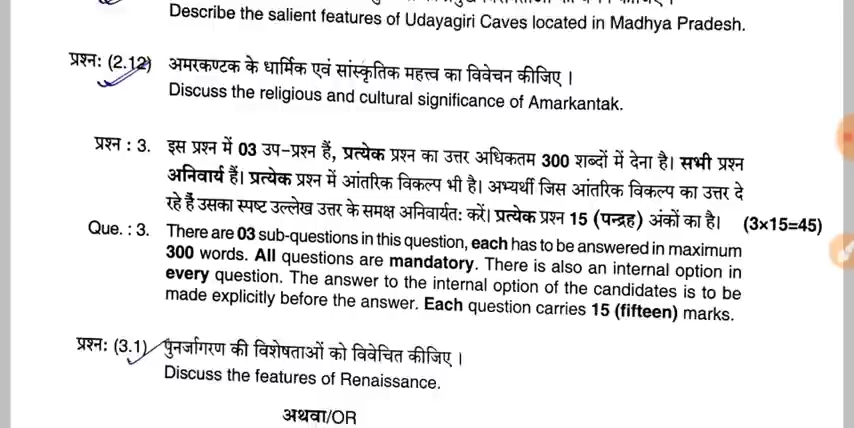 Describe the salient features of Udayagiri Caves located in Madhya Pradesh.
प्रश्न: (2.12) अमरकण्टक के धार्मिक एवं सांस्कृतिक महत्त्व का विवेचन कीजिए ।
Discuss the religious and cultural significance of Amarkantak.
प्रश्न : 3. इस प्रश्न में 03 उप-प्रश्न हैं, प्रत्येक प्रश्न का उत्तर अधिकतम 300 शब्दों में देना है। सभी प्रश्न
अनिवार्य हैं। प्रत्येक प्रश्न में आंतरिक विकल्प भी है। अभ्यर्थी जिस आंतरिक विकल्प का उत्तर दे
रहे हैं उसका स्पष्ट उल्लेख उत्तर के समक्ष अनिवार्यत: करें। प्रत्येक प्रश्न 15 (पन्द्रह) अंकों का है। (3×15=45)
Que. : 3. There are 03 sub-questions in this question, each has to be answered in maximum
300 words. All questions are mandatory. There is also an internal option in
every question. The answer to the internal option of the candidates is to be
made explicitly before the answer. Each question carries 15 (fifteen) marks.
प्रश्न: (3.1) पुनर्जागरण की विशेषताओं को विवेचित कीजिए ।
Discuss the features of Renaissance.
अथवा/OR